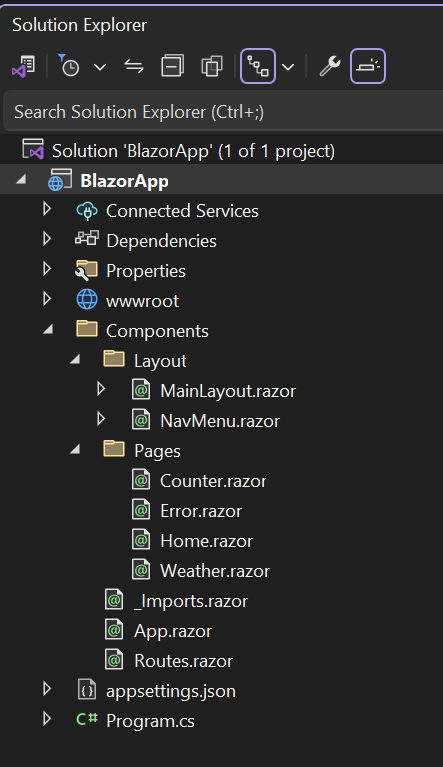 Solution Explorer
Search Solution Explorer (Ctrl+;)
Solution 'BlazorApp' (1 of 1 project)
BlazorApp
Connected Services
Dependencies
Properties
wwwroot
Components
Layout
MainLayout.razor
NavMenu.razor
Pages
Counter.razor
Error.razor
Home.razor
Weather.razor
_Imports.razor
App.razor
Routes.razor
appsettings.json
C# Program.cs